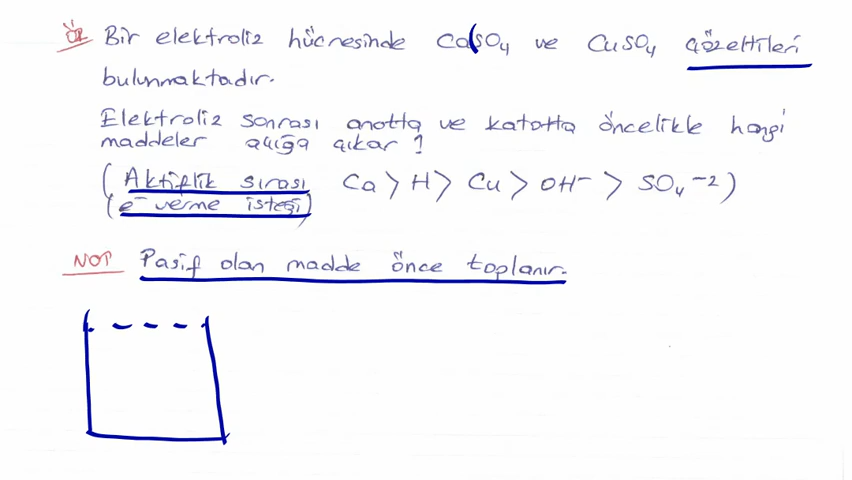 Ör Bir elektroliz hücresinde CaSO4 ve CuSO4 çözeltileri
bulunmaktadır.
Elektroliz sonrası anotta ve katotta öncelikle hangi
maddeler açığa çıkar ?
( Aktiflik sırası Ca > H > Cu > OH⁻ > SO4⁻²)
(e⁻ verme isteği)
NOT Pasif olan madde önce toplanır.